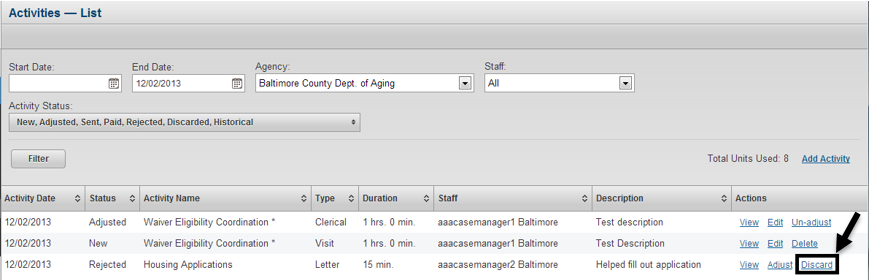 Activities — List
Start Date: End Date: Agency: Staff:
12/02/2013 Baltimore County Dept. of Aging All
Activity Status:
New, Adjusted, Sent, Paid, Rejected, Discarded, Historical
Filter Total Units Used: 8 Add Activity
Activity Date Status Activity Name Type Duration Staff Description Actions
12/02/2013 Adjusted Waiver Eligibility Coordination * Clerical 1 hrs. 0 min. aaacasemanager1 Baltimore Test description View Edit Un-adjust
12/02/2013 New Waiver Eligibility Coordination * Visit 1 hrs. 0 min. aaacasemanager1 Baltimore Test Description View Edit Delete
12/02/2013 Rejected Housing Applications Letter 15 min. aaacasemanager2 Baltimore Helped fill out application View Adjust Discard